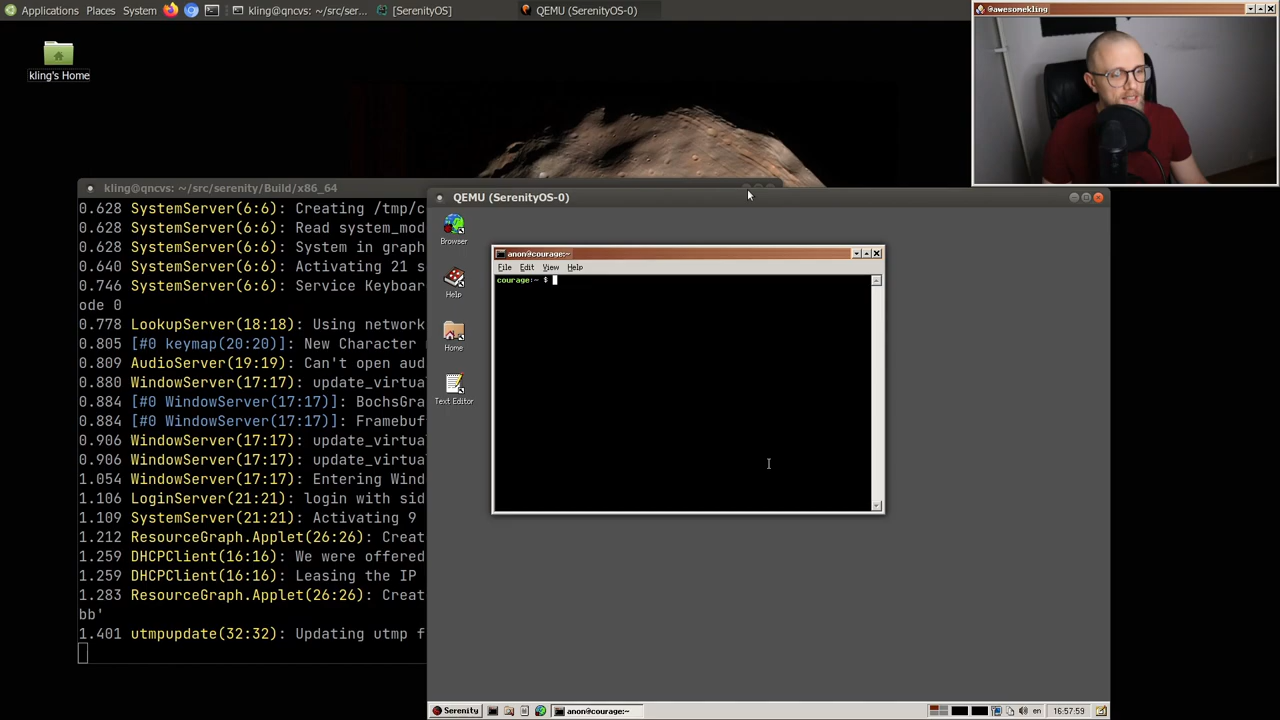 Applications Places System kling@qncvs: ~/src/ser... [SerenityOS] QEMU (SerenityOS-0)
@awesomekling
kling's Home
kling@qncvs: ~/src/serenity/Build/x86_64
0.628 SystemServer(6:6): Creating /tmp/c
0.628 SystemServer(6:6): Read system_mod
0.628 SystemServer(6:6): System in graph
0.640 SystemServer(6:6): Activating 21 s
0.746 SystemServer(6:6): Service Keyboar
ode 0
0.778 LookupServer(18:18): Using network
0.805 [#0 keymap(20:20)]: New Character
0.809 AudioServer(19:19): Can't open aud
0.880 WindowServer(17:17): update_virtua
0.884 [#0 WindowServer(17:17)]: BochsGra
0.884 [#0 WindowServer(17:17)]: Framebuf
0.906 WindowServer(17:17): update_virtua
0.906 WindowServer(17:17): update_virtua
1.054 WindowServer(17:17): Entering Wind
1.106 LoginServer(21:21): login with sid
1.109 SystemServer(21:21): Activating 9
1.212 ResourceGraph.Applet(26:26): Creat
1.259 DHCPClient(16:16): We were offered
1.259 DHCPClient(16:16): Leasing the IP
1.283 ResourceGraph.Applet(26:26): Creat
bb'
1.401 utmpupdate(32:32): Updating utmp f
QEMU (SerenityOS-0)
Browser
Help
Home
Text Editor
anon@courage:~
File Edit View Help
courage:~ $
Serenity anon@courage:~ en 16:57:59